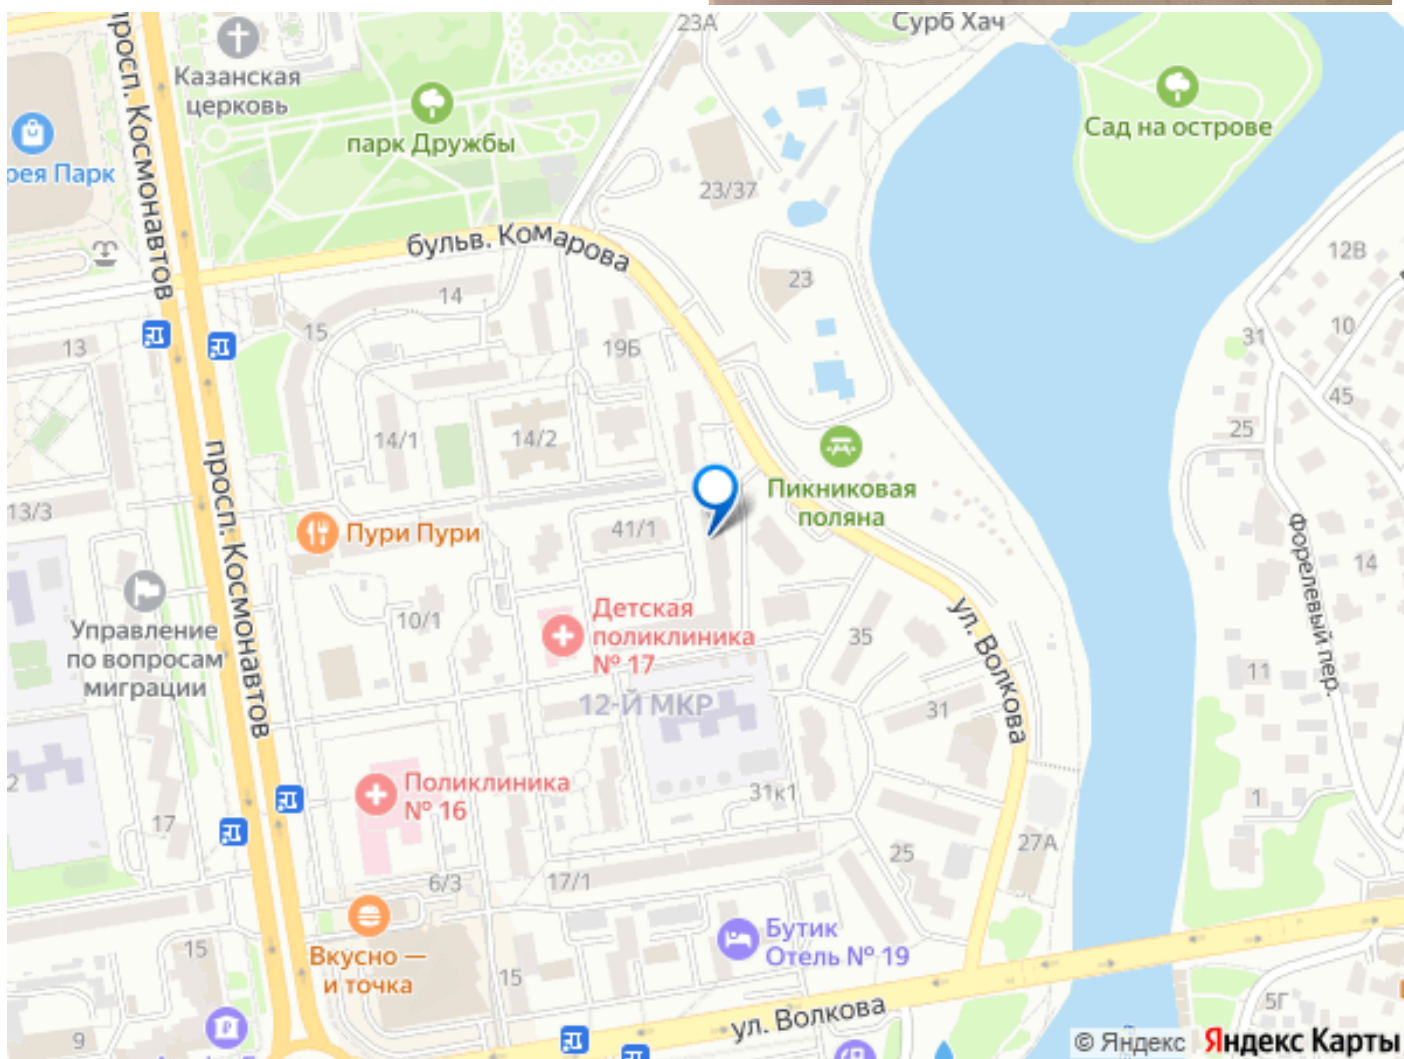 23А
Сурб Хач
просп. Космонавтов
Казанская
церковь
парк Дружбы
Сад на острове
рея Парк
23/37
бульв. Комарова
12В
23
14
15
13
19Б
31
10
45
25
14/1
14/2
Пикниковая
поляна
просп. Космонавтов
13/3
Пури Пури
41/1
Форелевый пер.
14
Управление
по вопросам
миграции
10/1
Детская
поликлиника
№ 17
35
ул. Волкова
11
12-Й МКР
31
2
Поликлиника
№ 16
31к1
1
17
27А
25
6/3
17/1
Вкусно —
и точка
15
15
Бутик
Отель № 19
9
ул. Волкова
5Г
© Яндекс Яндекс Карты